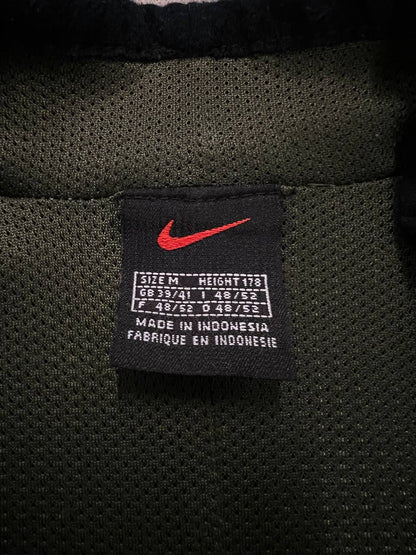 SIZE M HEIGHT 178
GB 39/41 I 48/52
F 48/52 D 48/52
MADE IN INDONESIA
FABRIQUE EN INDONESIE